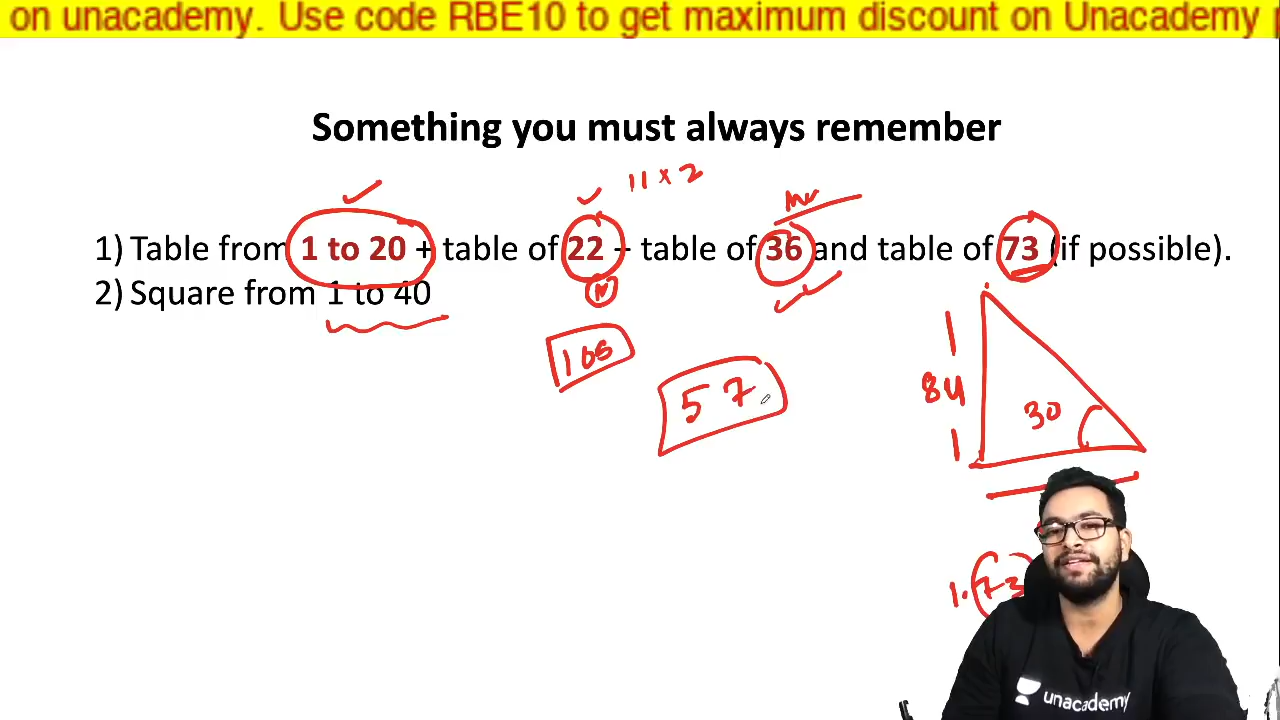 on unacademy. Use code RBE10 to get maximum discount on Unacademy
Something you must always remember
11 x 2
1) Table from 1 to 20 + table of 22 + table of 36 and table of 73 (if possible).
2) Square from 1 to 40
57
84
30
1.73
unacademy